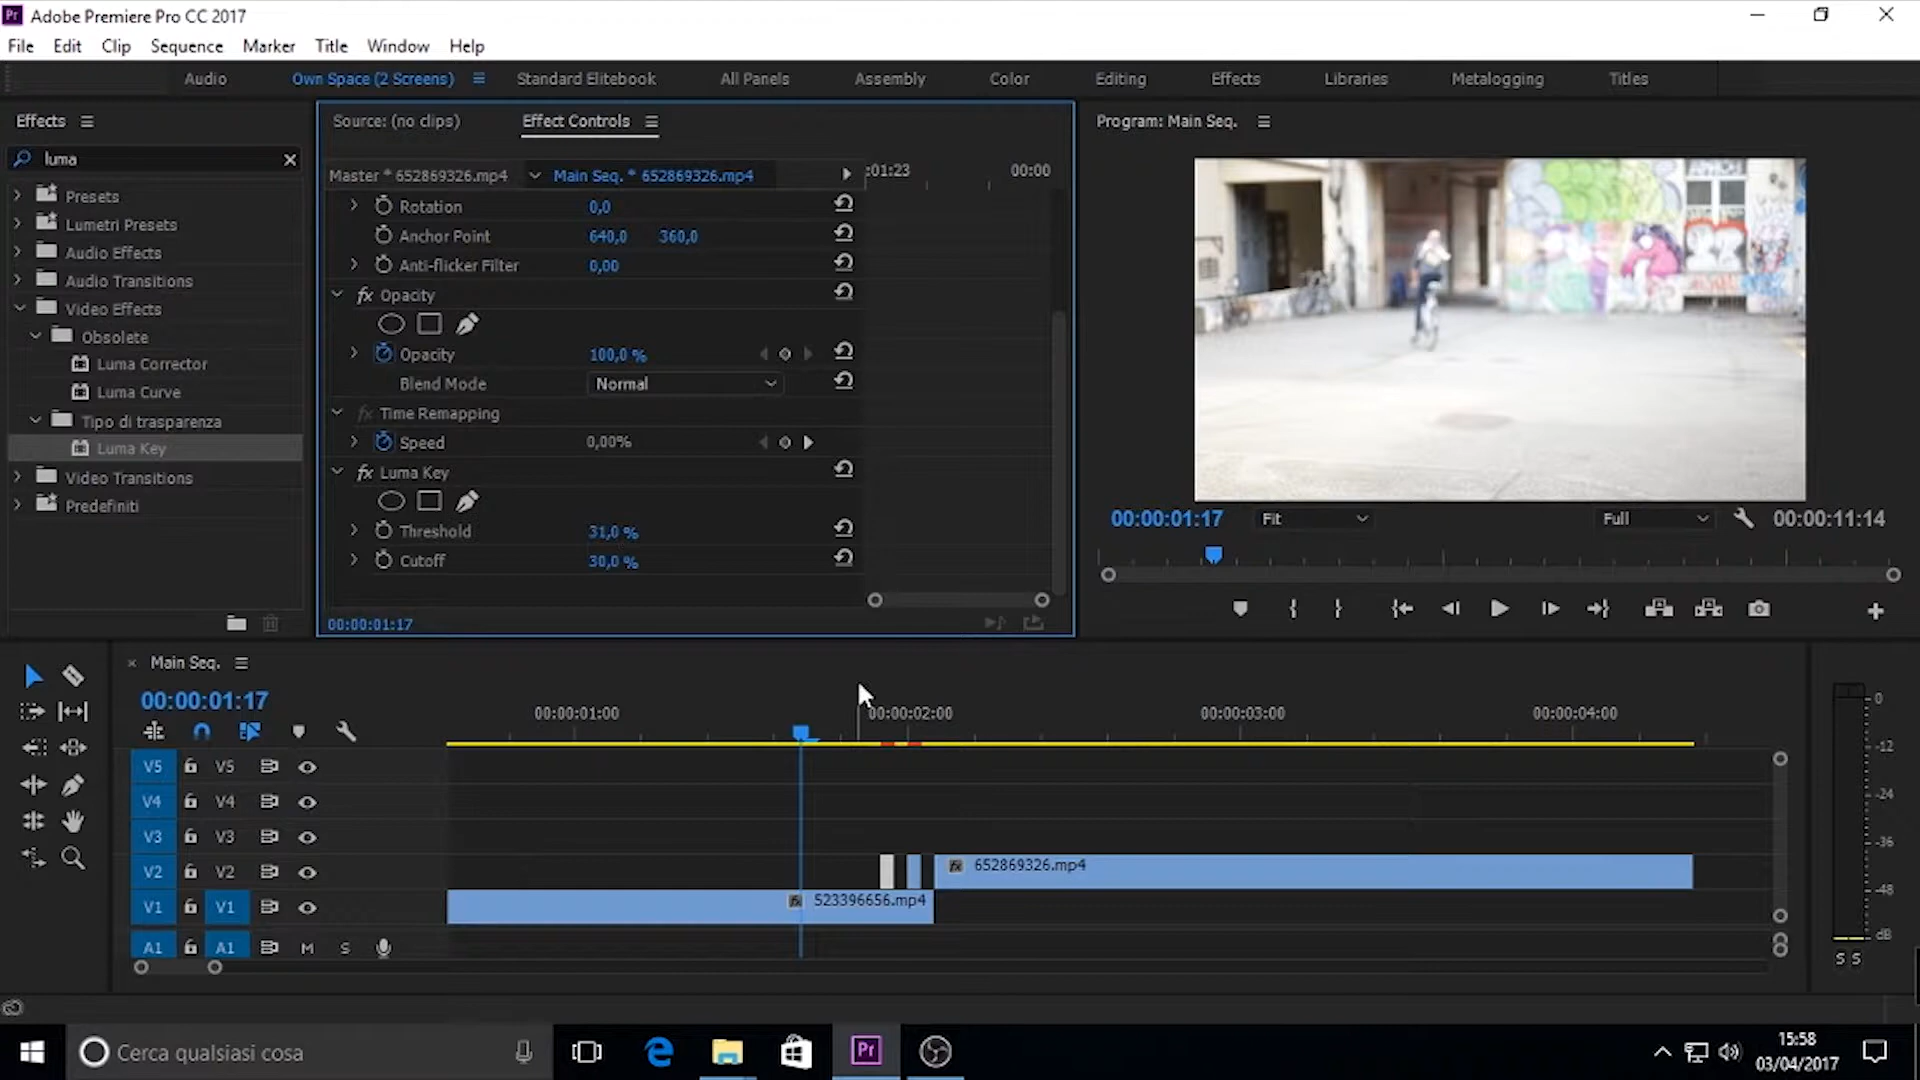 Adobe Premiere Pro CC 2017
File Edit Clip Sequence Marker Title Window Help
Audio Own Space (2 Screens) Standard Elitebook All Panels Assembly Color Editing Effects Libraries Metalogging Titles
Effects
luma
Presets
Lumetri Presets
Audio Effects
Audio Transitions
Video Effects
Obsolete
Luma Corrector
Luma Curve
Tipo di trasparenza
Luma Key
Video Transitions
Predefiniti
Source: (no clips) Effect Controls
Master * 652869326.mp4 Main Seq. * 652869326.mp4
:01:23 00:00
Rotation 0,0
Anchor Point 640,0 360,0
Anti-flicker Filter 0,00
fx Opacity
Opacity 100,0 %
Blend Mode Normal
fx Time Remapping
Speed 0,00%
fx Luma Key
Threshold 31,0 %
Cutoff 30,0 %
00:00:01:17
Program: Main Seq.
00:00:01:17 Fit Full 00:00:11:14
× Main Seq.
00:00:01:17
00:00:01:00 00:00:02:00 00:00:03:00 00:00:04:00
V5 V5
V4 V4
V3 V3
V2 V2 fx 652869326.mp4
V1 V1 fx 523396656.mp4
A1 A1 M S
0
-12
-24
-36
-48
dB
S S
Cerca qualsiasi cosa
Pr
15:58
03/04/2017